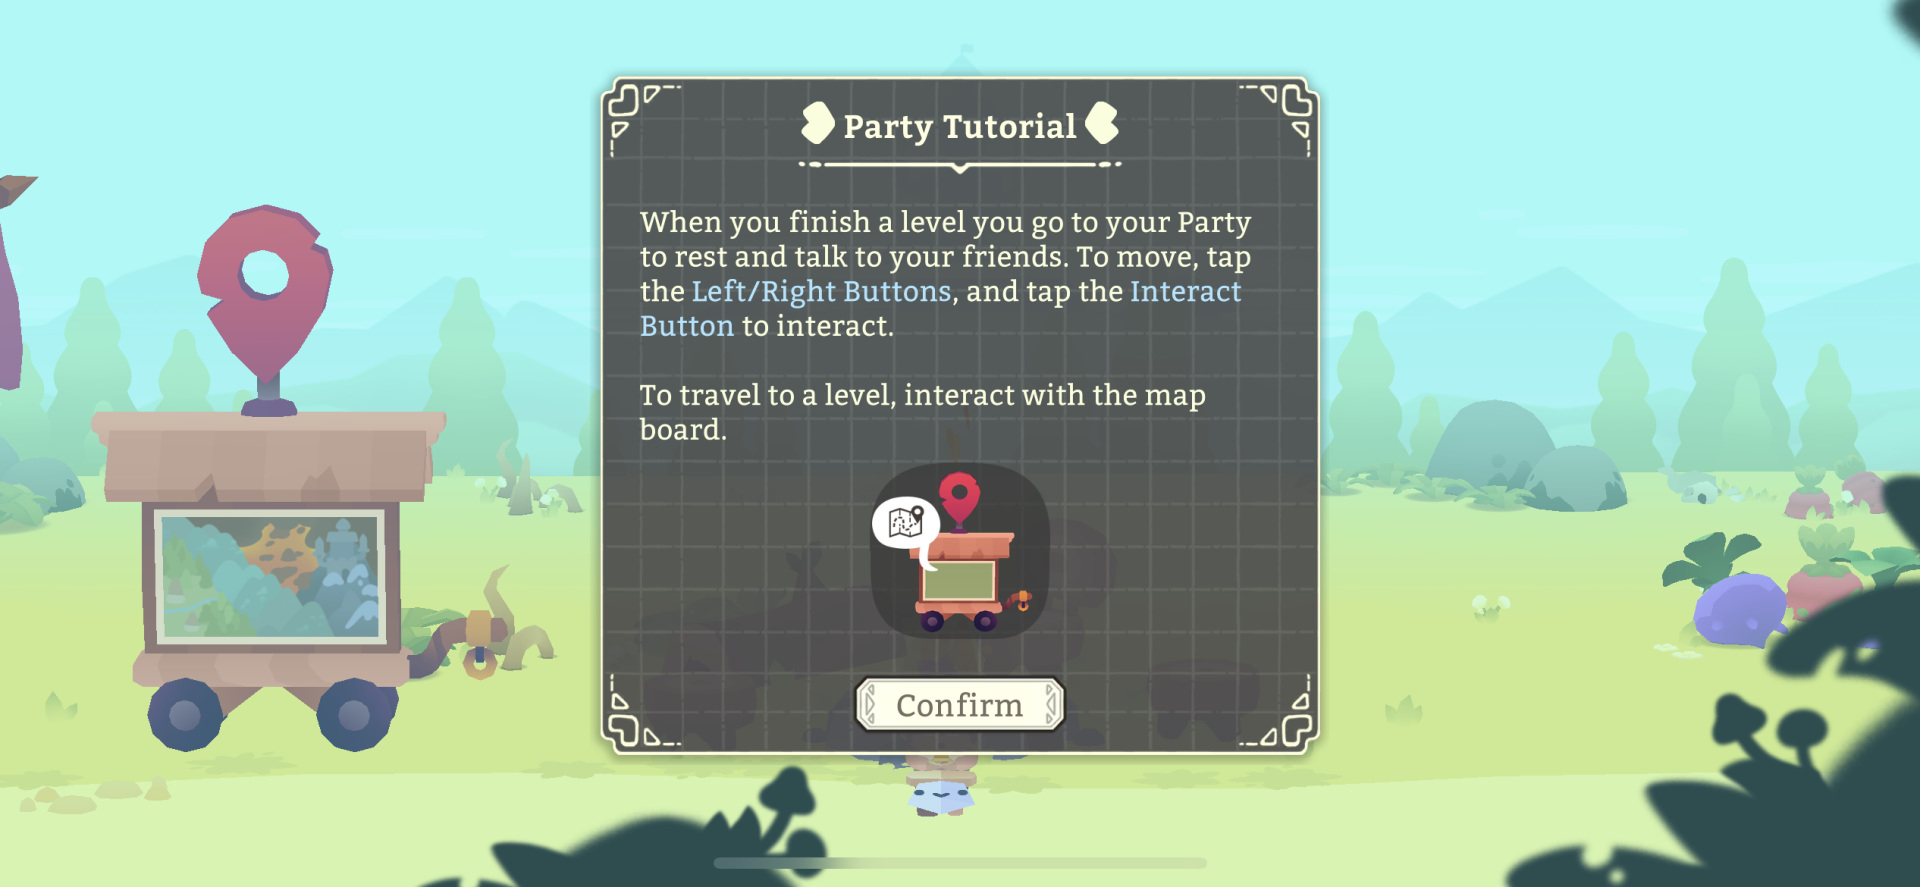 Party Tutorial
When you finish a level you go to your Party
to rest and talk to your friends. To move, tap
the Left/Right Buttons, and tap the Interact
Button to interact.
To travel to a level, interact with the map
board.
Confirm